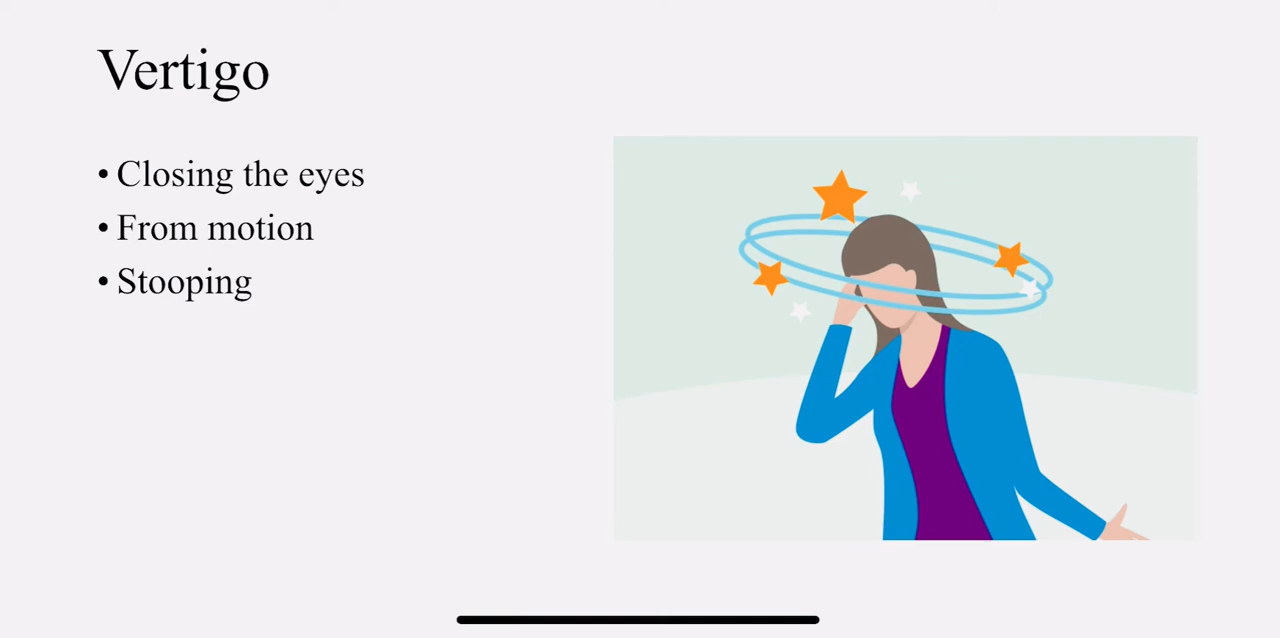 Vertigo
• Closing the eyes
• From motion
• Stooping